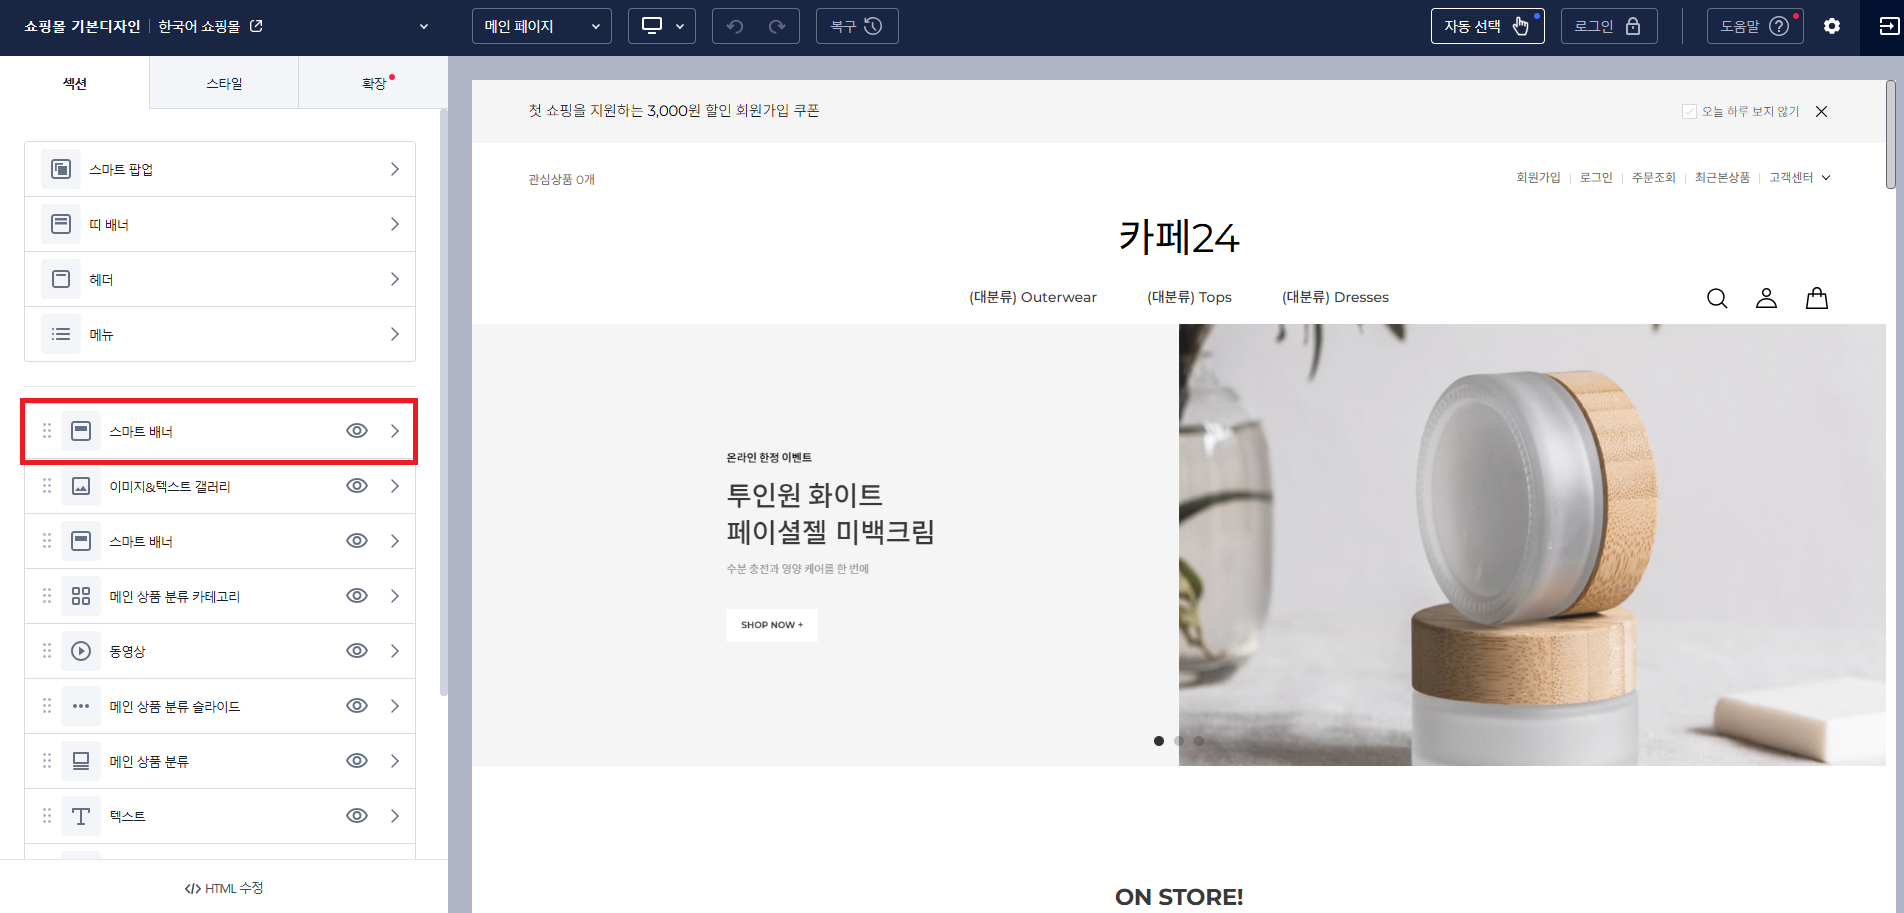 쇼핑몰 기본디자인 | 한국어 쇼핑몰
메인 페이지
복구
자동 선택
로그인
도움말
섹션
스타일
확장
스마트 팝업
띠 배너
헤더
메뉴
스마트 배너
이미지&텍스트 갤러리
스마트 배너
메인 상품 분류 카테고리
동영상
메인 상품 분류 슬라이드
메인 상품 분류
텍스트
</> HTML 수정
첫 쇼핑을 지원하는 3,000원 할인 회원가입 쿠폰
오늘 하루 보지 않기
관심상품 0개
회원가입 | 로그인 | 주문조회 | 최근본상품 | 고객센터
카페24
(대분류) Outerwear
(대분류) Tops
(대분류) Dresses
온라인 한정 이벤트
투인원 화이트
페이셜젤 미백크림
수분 충전과 영양 케어를 한 번에
SHOP NOW +
ON STORE!